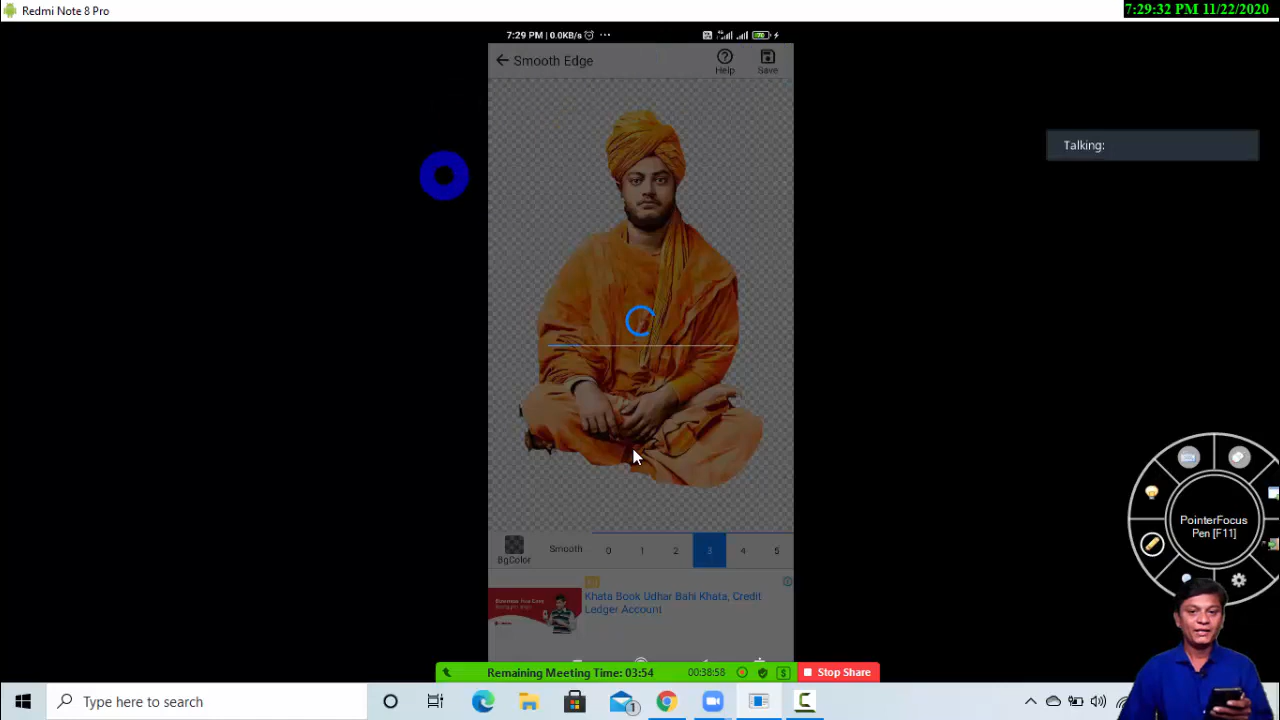 Redmi Note 8 Pro
7:29:32 PM 11/22/2020
7:29 PM | 0.0KB/s
Smooth Edge
Help
Save
Talking:
PointerFocus
Pen [F11]
BgColor
Smooth
0
1
2
3
4
5
Ad
Khata Book Udhar Bahi Khata, Credit
Ledger Account
Remaining Meeting Time: 03:54
00:38:58
Stop Share
Type here to search
1